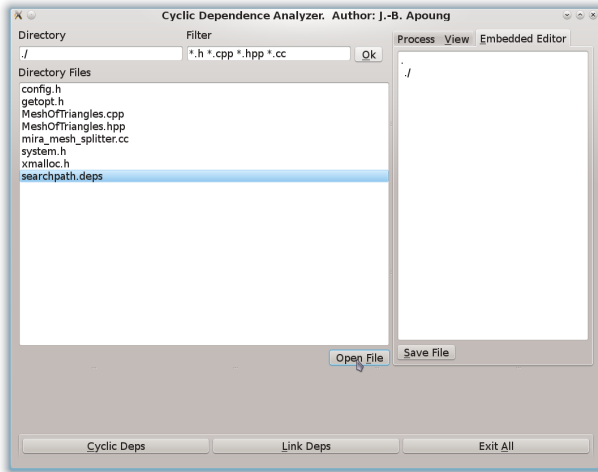 Cyclic Dependence Analyzer. Author: J.-B. Apoung
Directory
Filter
./
*.h *.cpp *.hpp *.cc
Ok
Directory Files
config.h
getopt.h
MeshOfTriangles.cpp
MeshOfTriangles.hpp
mira_mesh_splitter.cc
system.h
xmalloc.h
searchpath.deps
Open File
Process View Embedded Editor
.
./
Save File
Cyclic Deps
Link Deps
Exit All